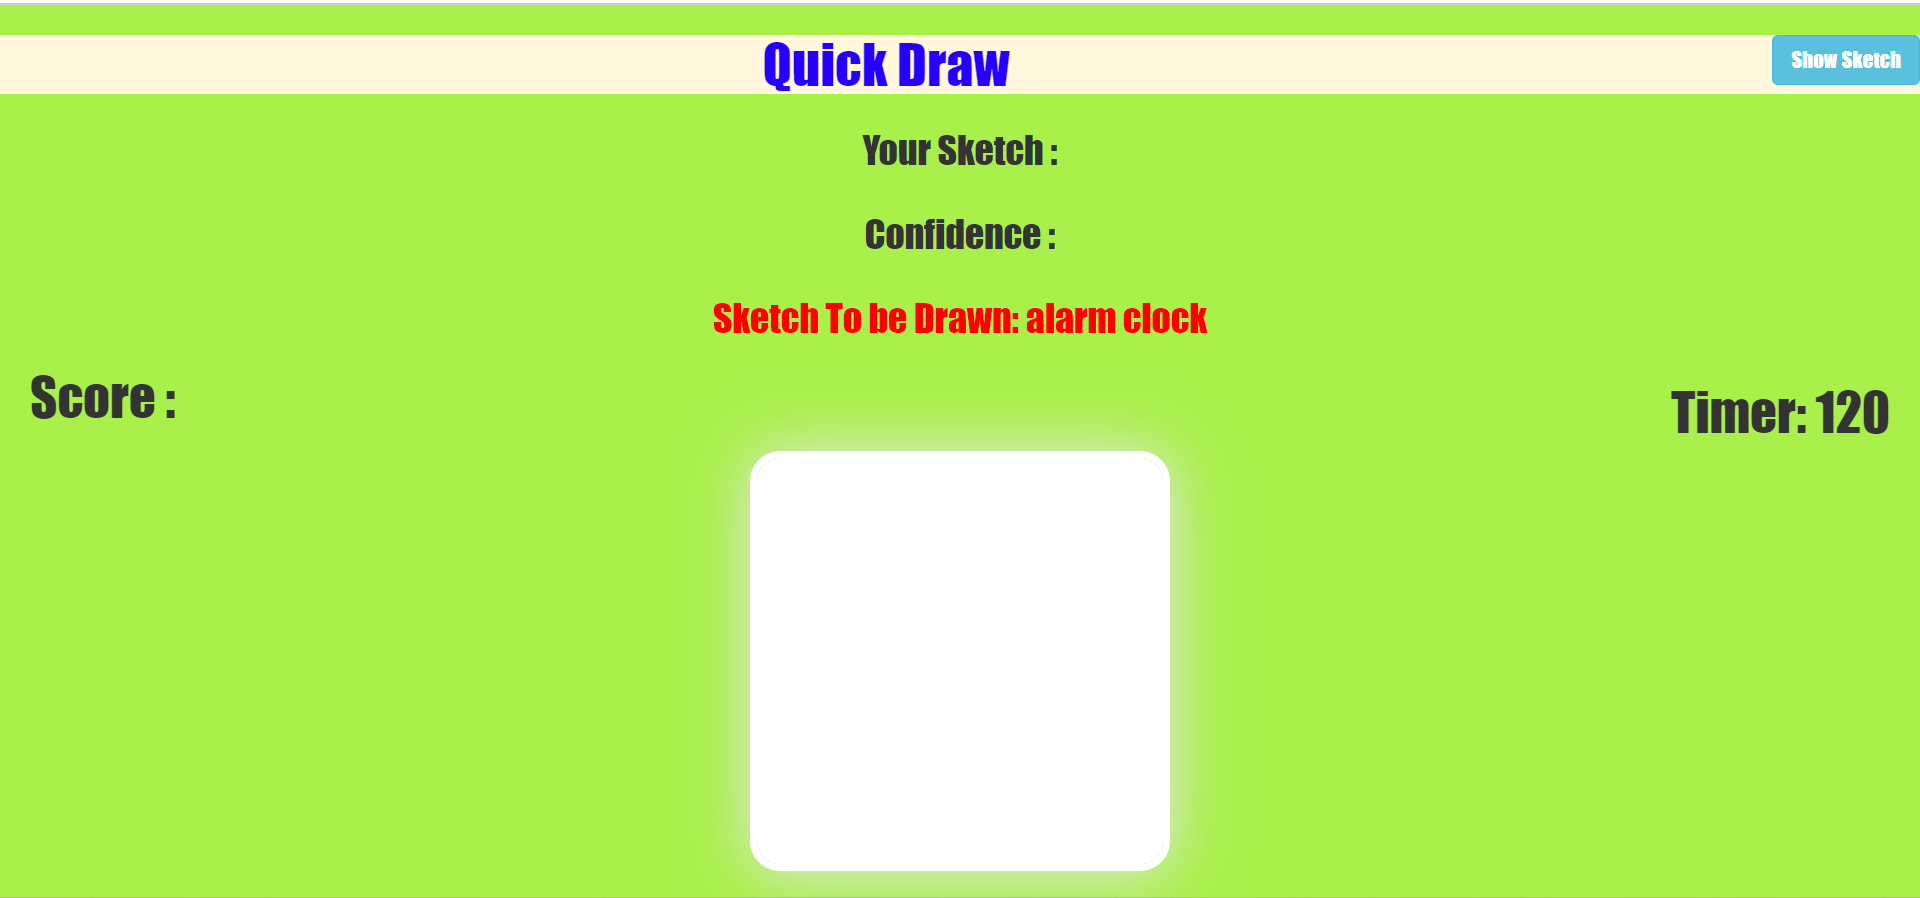 Quick Draw
Show Sketch
Your Sketch :
Confidence :
Sketch To be Drawn: alarm clock
Score :
Timer: 120